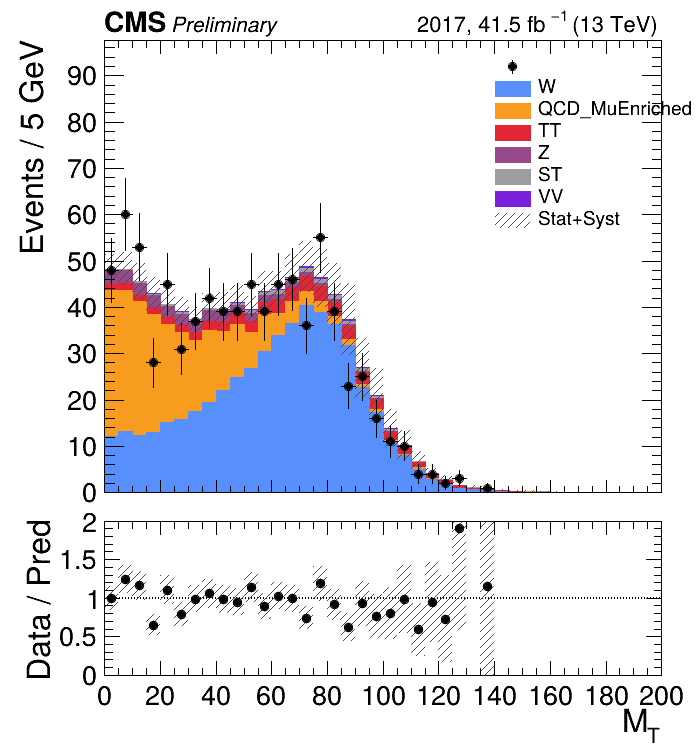 CMS Preliminary 2017, 41.5 fb⁻¹ (13 TeV)
Events / 5 GeV
90
80
70
60
50
40
30
20
10
0
W
QCD_MuEnriched
TT
Z
ST
VV
Stat+Syst
Data / Pred
2
1.5
1
0.5
0
0 20 40 60 80 100 120 140 160 180 200
M_T